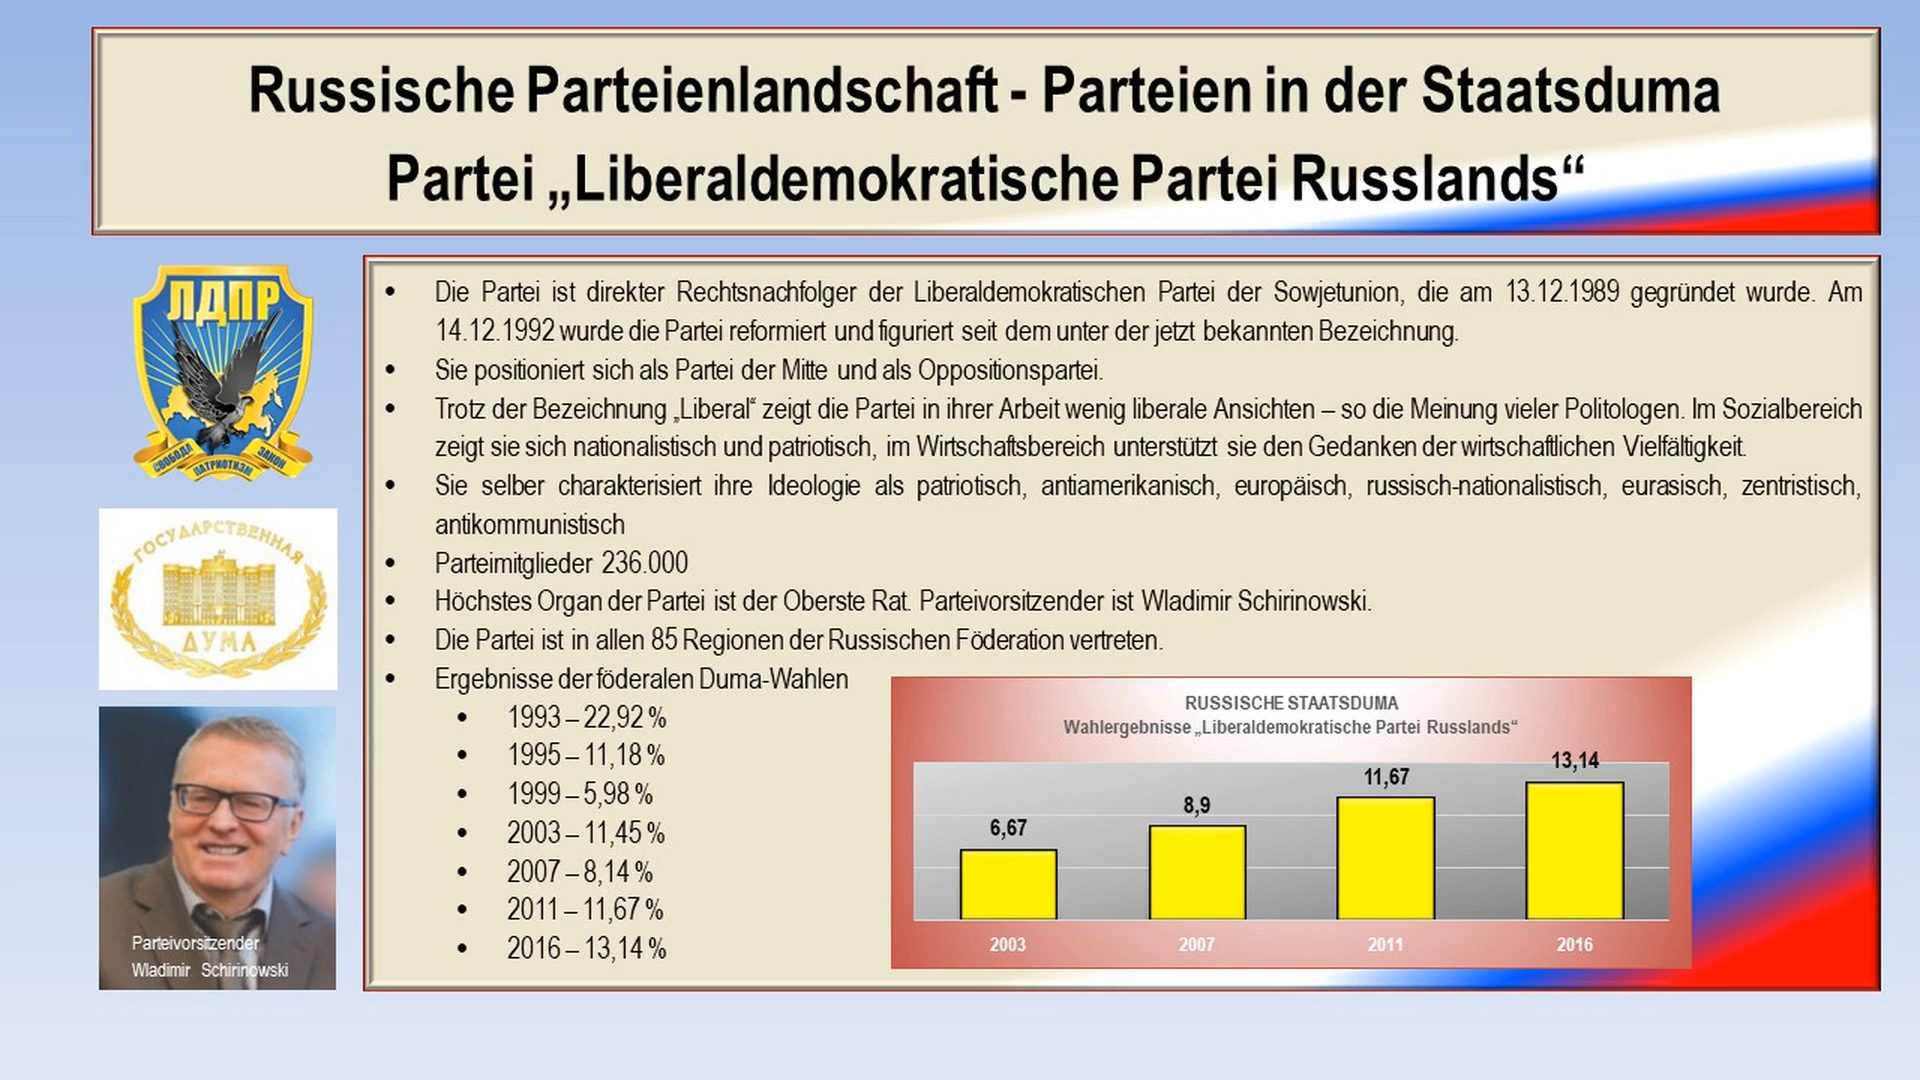 Russische Parteienlandschaft - Parteien in der Staatsduma
Partei „Liberaldemokratische Partei Russlands“
ЛДПР
СВОБОДА
ПАТРИОТИЗМ
ЗАКОН
ГОСУДАРСТВЕННАЯ
ДУМА
Parteivorsitzender
Wladimir Schirinowski
• Die Partei ist direkter Rechtsnachfolger der Liberaldemokratischen Partei der Sowjetunion, die am 13.12.1989 gegründet wurde. Am
14.12.1992 wurde die Partei reformiert und figuriert seit dem unter der jetzt bekannten Bezeichnung.
• Sie positioniert sich als Partei der Mitte und als Oppositionspartei.
• Trotz der Bezeichnung „Liberal“ zeigt die Partei in ihrer Arbeit wenig liberale Ansichten – so die Meinung vieler Politologen. Im Sozialbereich
zeigt sie sich nationalistisch und patriotisch, im Wirtschaftsbereich unterstützt sie den Gedanken der wirtschaftlichen Vielfältigkeit.
• Sie selber charakterisiert ihre Ideologie als patriotisch, antiamerikanisch, europäisch, russisch-nationalistisch, eurasisch, zentristisch,
antikommunistisch
• Parteimitglieder 236.000
• Höchstes Organ der Partei ist der Oberste Rat. Parteivorsitzender ist Wladimir Schirinowski.
• Die Partei ist in allen 85 Regionen der Russischen Föderation vertreten.
• Ergebnisse der föderalen Duma-Wahlen
• 1993 – 22,92 %
• 1995 – 11,18 %
• 1999 – 5,98 %
• 2003 – 11,45 %
• 2007 – 8,14 %
• 2011 – 11,67 %
• 2016 – 13,14 %
RUSSISCHE STAATSDUMA
Wahlergebnisse „Liberaldemokratische Partei Russlands“
6,67
8,9
11,67
13,14
2003
2007
2011
2016